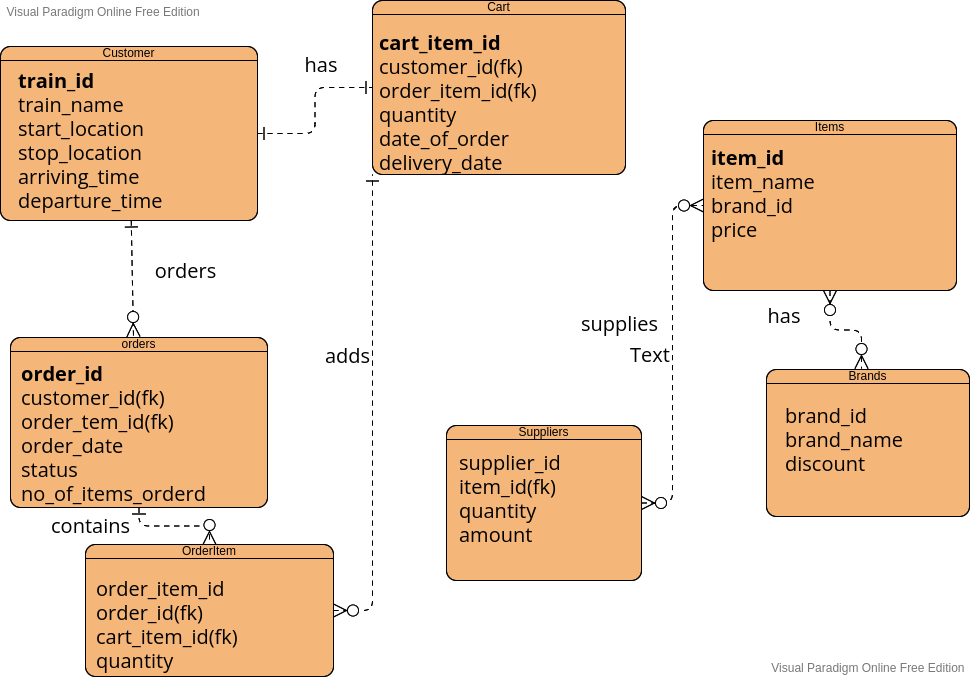 Visual Paradigm Online Free Edition
Cart
cart_item_id
customer_id(fk)
order_item_id(fk)
quantity
date_of_order
delivery_date
Customer
train_id
train_name
start_location
stop_location
arriving_time
departure_time
has
Items
item_id
item_name
brand_id
price
orders
supplies
Text
has
adds
orders
order_id
customer_id(fk)
order_tem_id(fk)
order_date
status
no_of_items_orderd
Brands
brand_id
brand_name
discount
Suppliers
supplier_id
item_id(fk)
quantity
amount
contains
OrderItem
order_item_id
order_id(fk)
cart_item_id(fk)
quantity
Visual Paradigm Online Free Edition